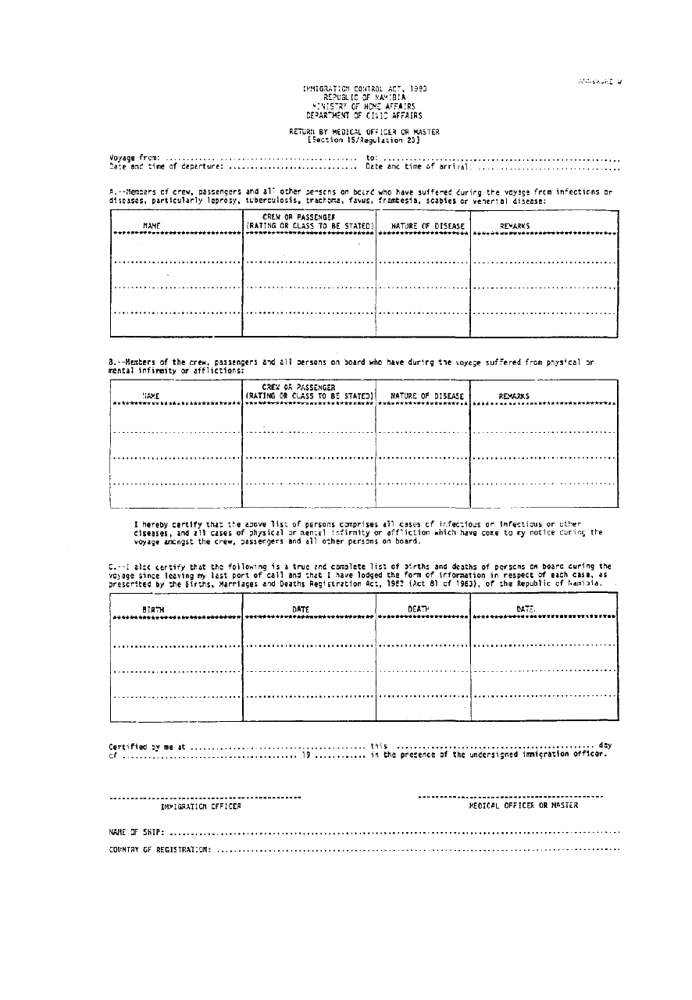 ANNEXURE W
IMMIGRATION CONTROL ACT, 1993
REPUBLIC OF NAMIBIA
MINISTRY OF HOME AFFAIRS
DEPARTMENT OF CIVIC AFFAIRS
RETURN BY MEDICAL OFFICER OR MASTER
[Section 15/Regulation 23]
Voyage from: ............................................. to: ........................................................
Date and time of departure: .............................. Date and time of arrival: ..................................
A.--Members of crew, passengers and all other persons on board who have suffered during the voyage from infections or
diseases, particularly leprosy, tuberculosis, trachoma, favus, frambesia, scabies or venerial disease:
CREW OR PASSENGER
NAME (RATING OR CLASS TO BE STATED) NATURE OF DISEASE REMARKS
B.--Members of the crew, passengers and all persons on board who have during the voyage suffered from physical or
mental infirmity or afflictions:
CREW OR PASSENGER
NAME (RATING OR CLASS TO BE STATED) NATURE OF DISEASE REMARKS
I hereby certify that the above list of persons comprises all cases of infectious or infectious or other
diseases, and all cases of physical or mental infirmity or affliction which have come to my notice during the
voyage amongst the crew, passengers and all other persons on board.
C.--I also certify that the following is a true and complete list of births and deaths of persons on board during the
voyage since leaving my last port of call and that I have lodged the form of information in respect of each case, as
prescribed by the Births, Marriages and Deaths Registration Act, 1963 (Act 81 of 1963), of the Republic of Namibia.
BIRTH DATE DEATH DATE
Certified by me at ......................................... this .............................................. day
of ......................................... 19 ............ in the presence of the undersigned immigration officer.
IMMIGRATION OFFICER MEDICAL OFFICER OR MASTER
NAME OF SHIP: ..........................................................................................................
COUNTRY OF REGISTRATION: ...............................................................................................